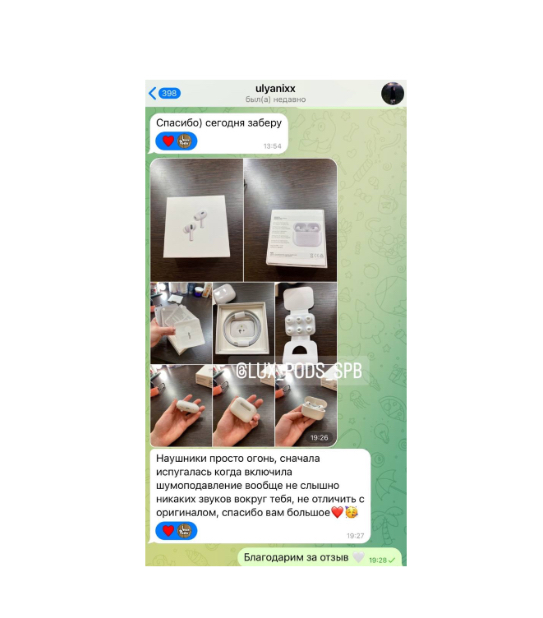 398
ulyanixx
был(а) недавно
Спасибо) сегодня заберу
13:54
@LUX_PODS_SPB
19:26
Наушники просто огонь, сначала
испугалась когда включила
шумоподавление вообще не слышно
никаких звуков вокруг тебя, не отличить с
оригиналом, спасибо вам большое❤️🥳
19:27
Благодарим за отзыв 🤍
19:28